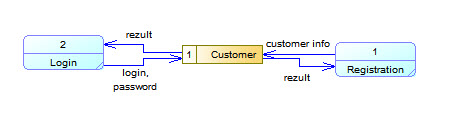 rezult
2
Login
login,
password
1 Customer
customer info
rezult
1
Registration